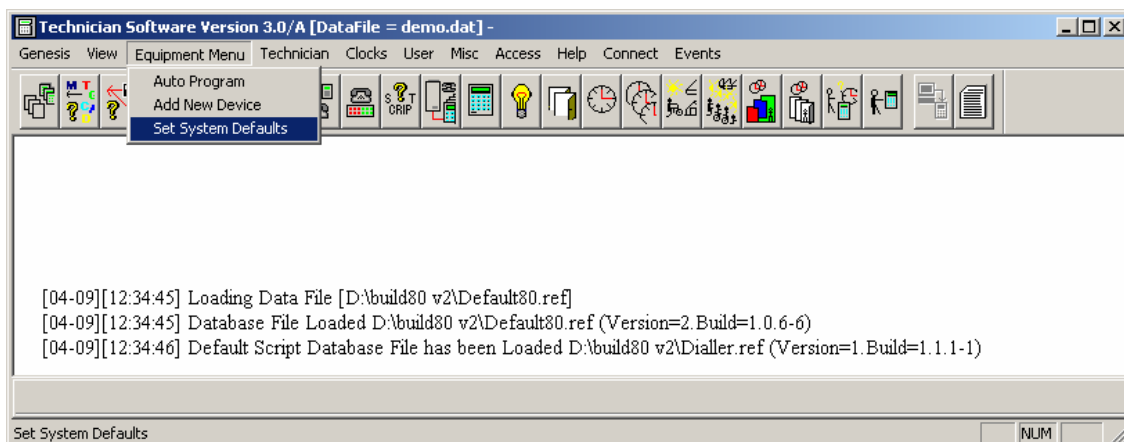 Technician Software Version 3.0/A [DataFile = demo.dat] -
Genesis View Equipment Menu Technician Clocks User Misc Access Help Connect Events
Auto Program
Add New Device
Set System Defaults
M T
G
S ? T
CRIP
[04-09][12:34:45] Loading Data File [D:\build80 v2\Default80.ref]
[04-09][12:34:45] Database File Loaded D:\build80 v2\Default80.ref (Version=2.Build=1.0.6-6)
[04-09][12:34:46] Default Script Database File has been Loaded D:\build80 v2\Dialler.ref (Version=1.Build=1.1.1-1)
Set System Defaults NUM